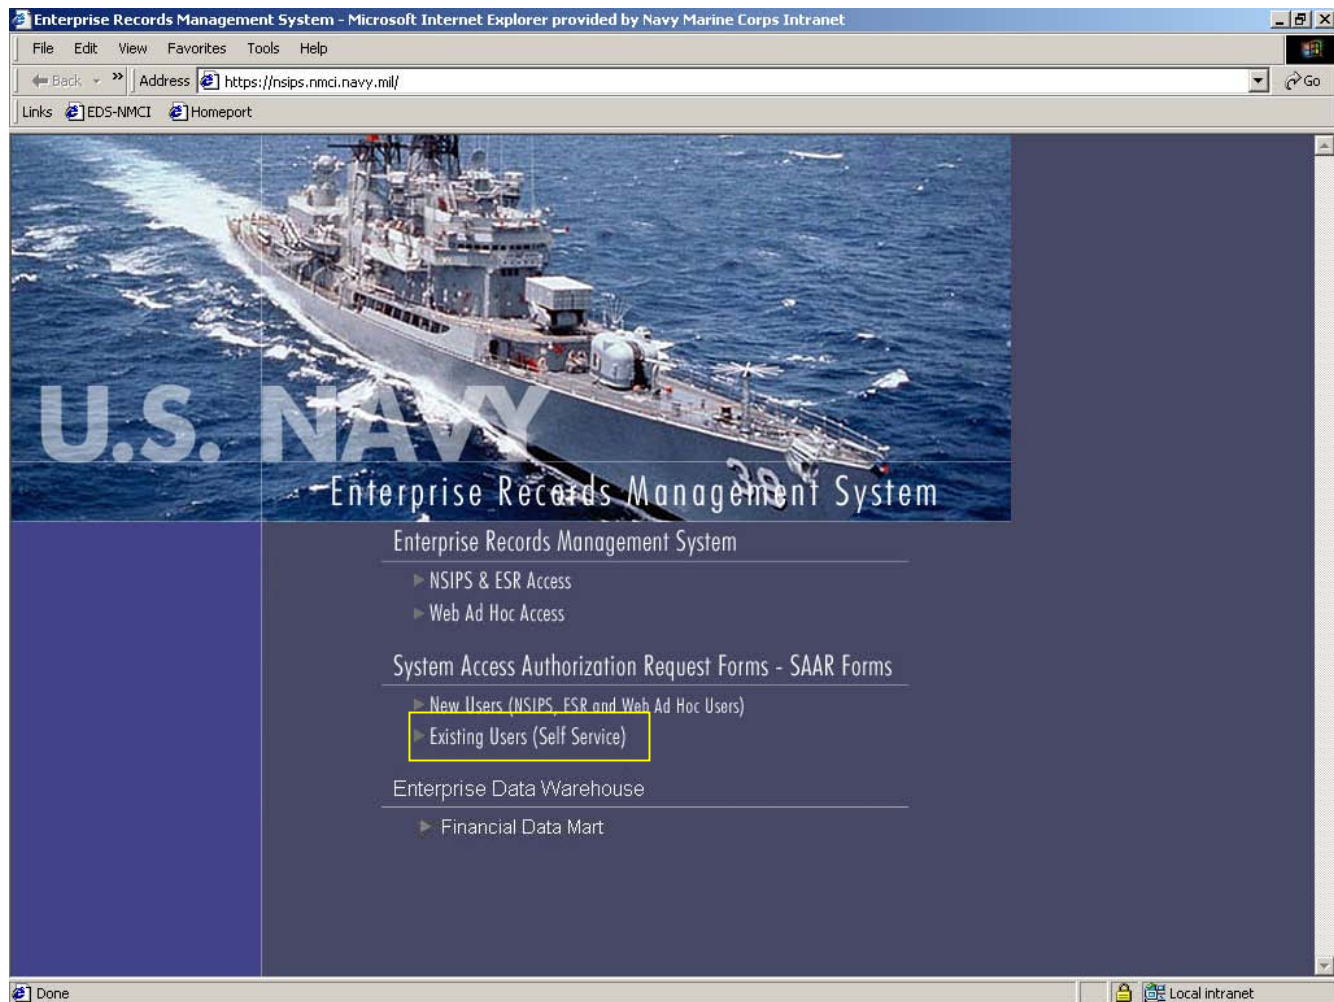 Enterprise Records Management System - Microsoft Internet Explorer provided by Navy Marine Corps Intranet
File Edit View Favorites Tools Help
Back » Address https://nsips.nmci.navy.mil/ Go
Links EDS-NMCI Homeport
U.S. NAVY
38
Enterprise Records Management System
Enterprise Records Management System
NSIPS & ESR Access
Web Ad Hoc Access
System Access Authorization Request Forms - SAAR Forms
New Users (NSIPS, ESR and Web Ad Hoc Users)
Existing Users (Self Service)
Enterprise Data Warehouse
Financial Data Mart
Done Local intranet